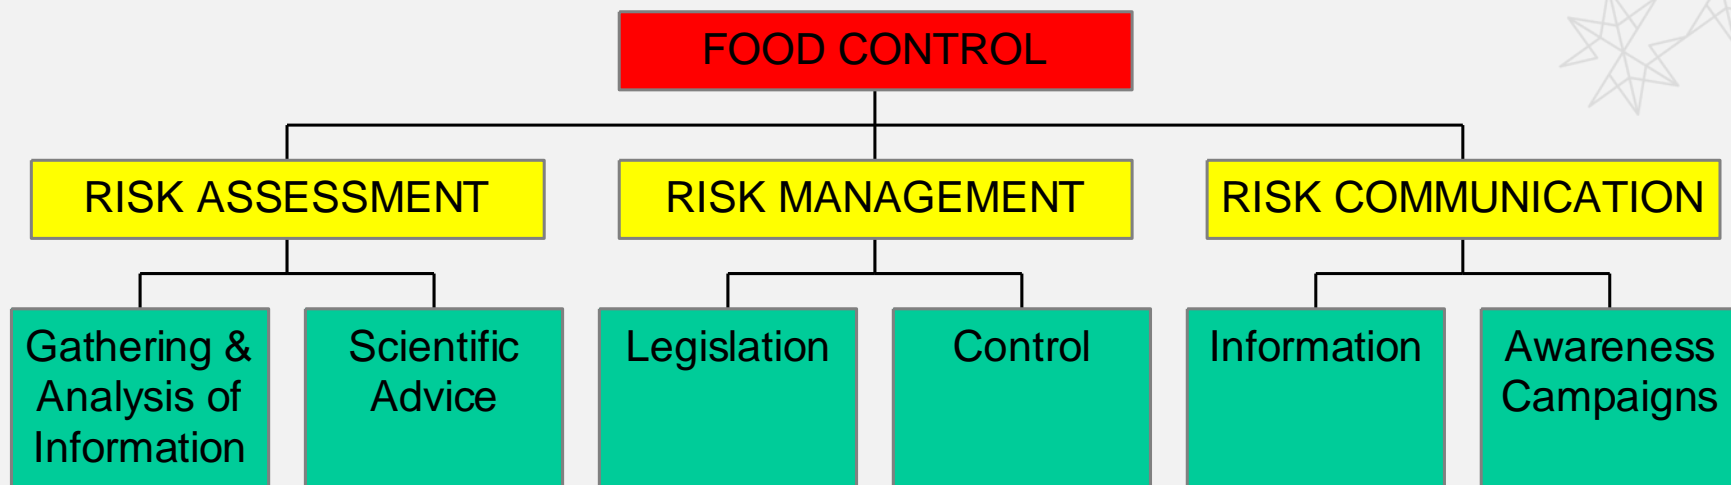 FOOD CONTROL
RISK ASSESSMENT
RISK MANAGEMENT
RISK COMMUNICATION
Gathering &
Analysis of
Information
Scientific
Advice
Legislation
Control
Information
Awareness
Campaigns